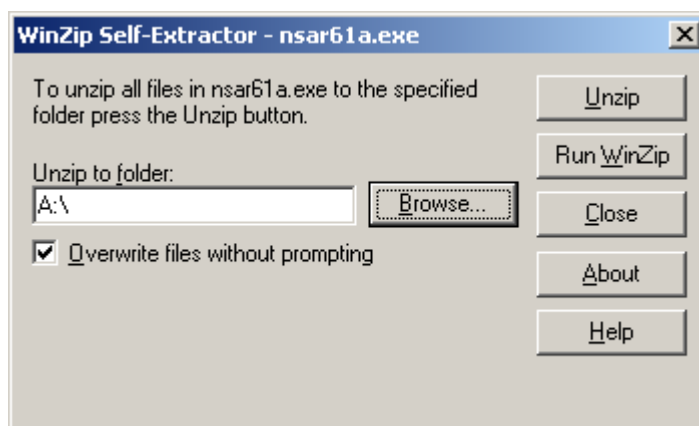 WinZip Self-Extractor - nsar61a.exe
To unzip all files in nsar61a.exe to the specified
folder press the Unzip button.
Unzip to folder:
A:\
Browse...
Overwrite files without prompting
Unzip
Run WinZip
Close
About
Help